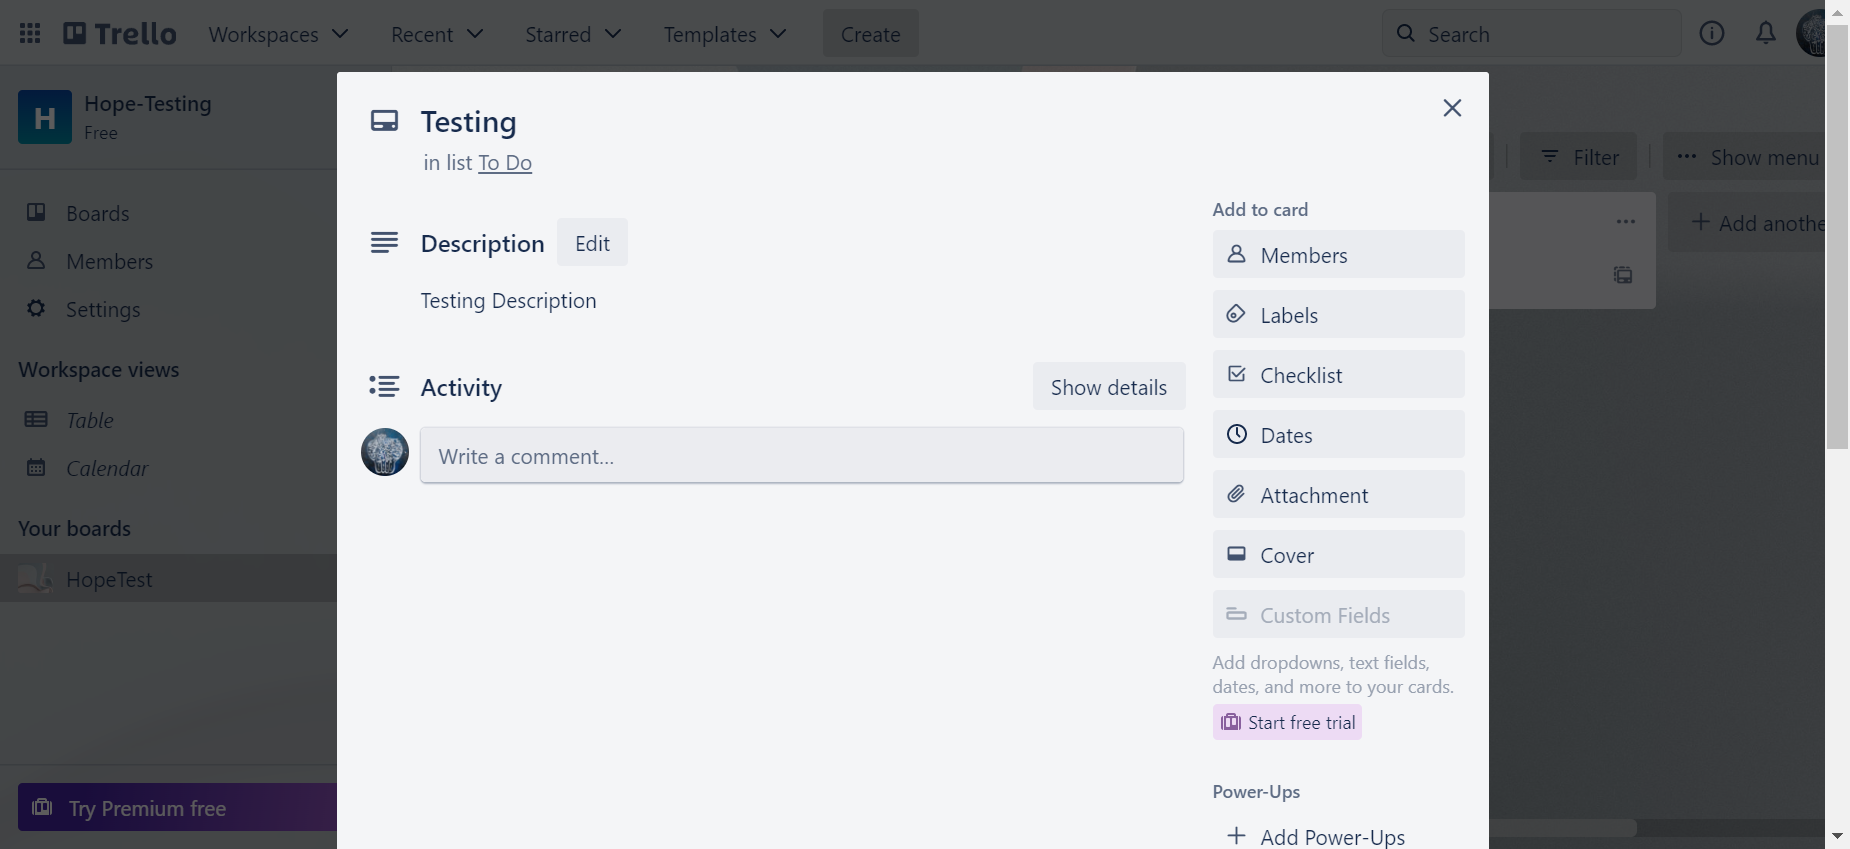 Trello
Workspaces
Recent
Starred
Templates
Create
Search
H
Hope-Testing
Free
Boards
Members
Settings
Workspace views
Table
Calendar
Your boards
HopeTest
Try Premium free
Testing
in list To Do
Description
Edit
Testing Description
Activity
Show details
Write a comment...
Add to card
Members
Labels
Checklist
Dates
Attachment
Cover
Custom Fields
Add dropdowns, text fields,
dates, and more to your cards.
Start free trial
Power-Ups
Add Power-Ups
Filter
Show menu
Add anothe